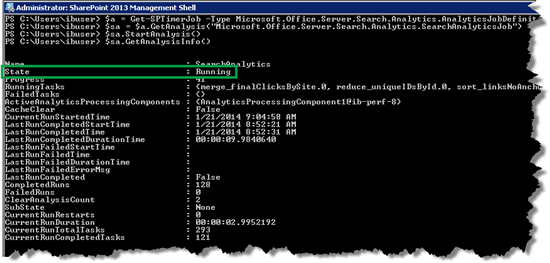 Administrator: SharePoint 2013 Management Shell
PS C:\Users\ibuser> $a = Get-SPTimerJob -Type Microsoft.Office.Server.Search.Analytics.AnalyticsJobDefinit
PS C:\Users\ibuser> $sa = $a.GetAnalysis("Microsoft.Office.Server.Search.Analytics.SearchAnalyticsJob")
PS C:\Users\ibuser> $sa.StartAnalysis()
PS C:\Users\ibuser> $sa.GetAnalysisInfo()
Name : SearchAnalytics
State : Running
Progress : 41
RunningTasks : {merge_finalClicksBySite.0, reduce_uniqueIDsById.0, sort_linksNoAnch
FailedTasks : {}
ActiveAnalyticsProcessingComponents : {AnalyticsProcessingComponent1@ib-perf-8}
CacheClear : False
CurrentRunStartedTime : 1/21/2014 9:04:58 AM
LastRunStartedTime : 1/21/2014 8:52:21 AM
LastRunCompletedTime : 1/21/2014 8:52:31 AM
LastRunCompletedDurationTime : 00:00:09.9840640
LastRunFailedStartTime :
LastRunFailedTime :
LastRunFailedDurationTime :
LastRunFailedErrorMsg :
LastRunCompleted : False
CompletedRuns : 128
FailedRuns : 0
ClearAnalysisCount : 2
SubState : None
CurrentRunRestarts : 0
CurrentRunDuration : 00:00:02.9952192
CurrentRunTotalTasks : 293
CurrentRunCompletedTasks : 121